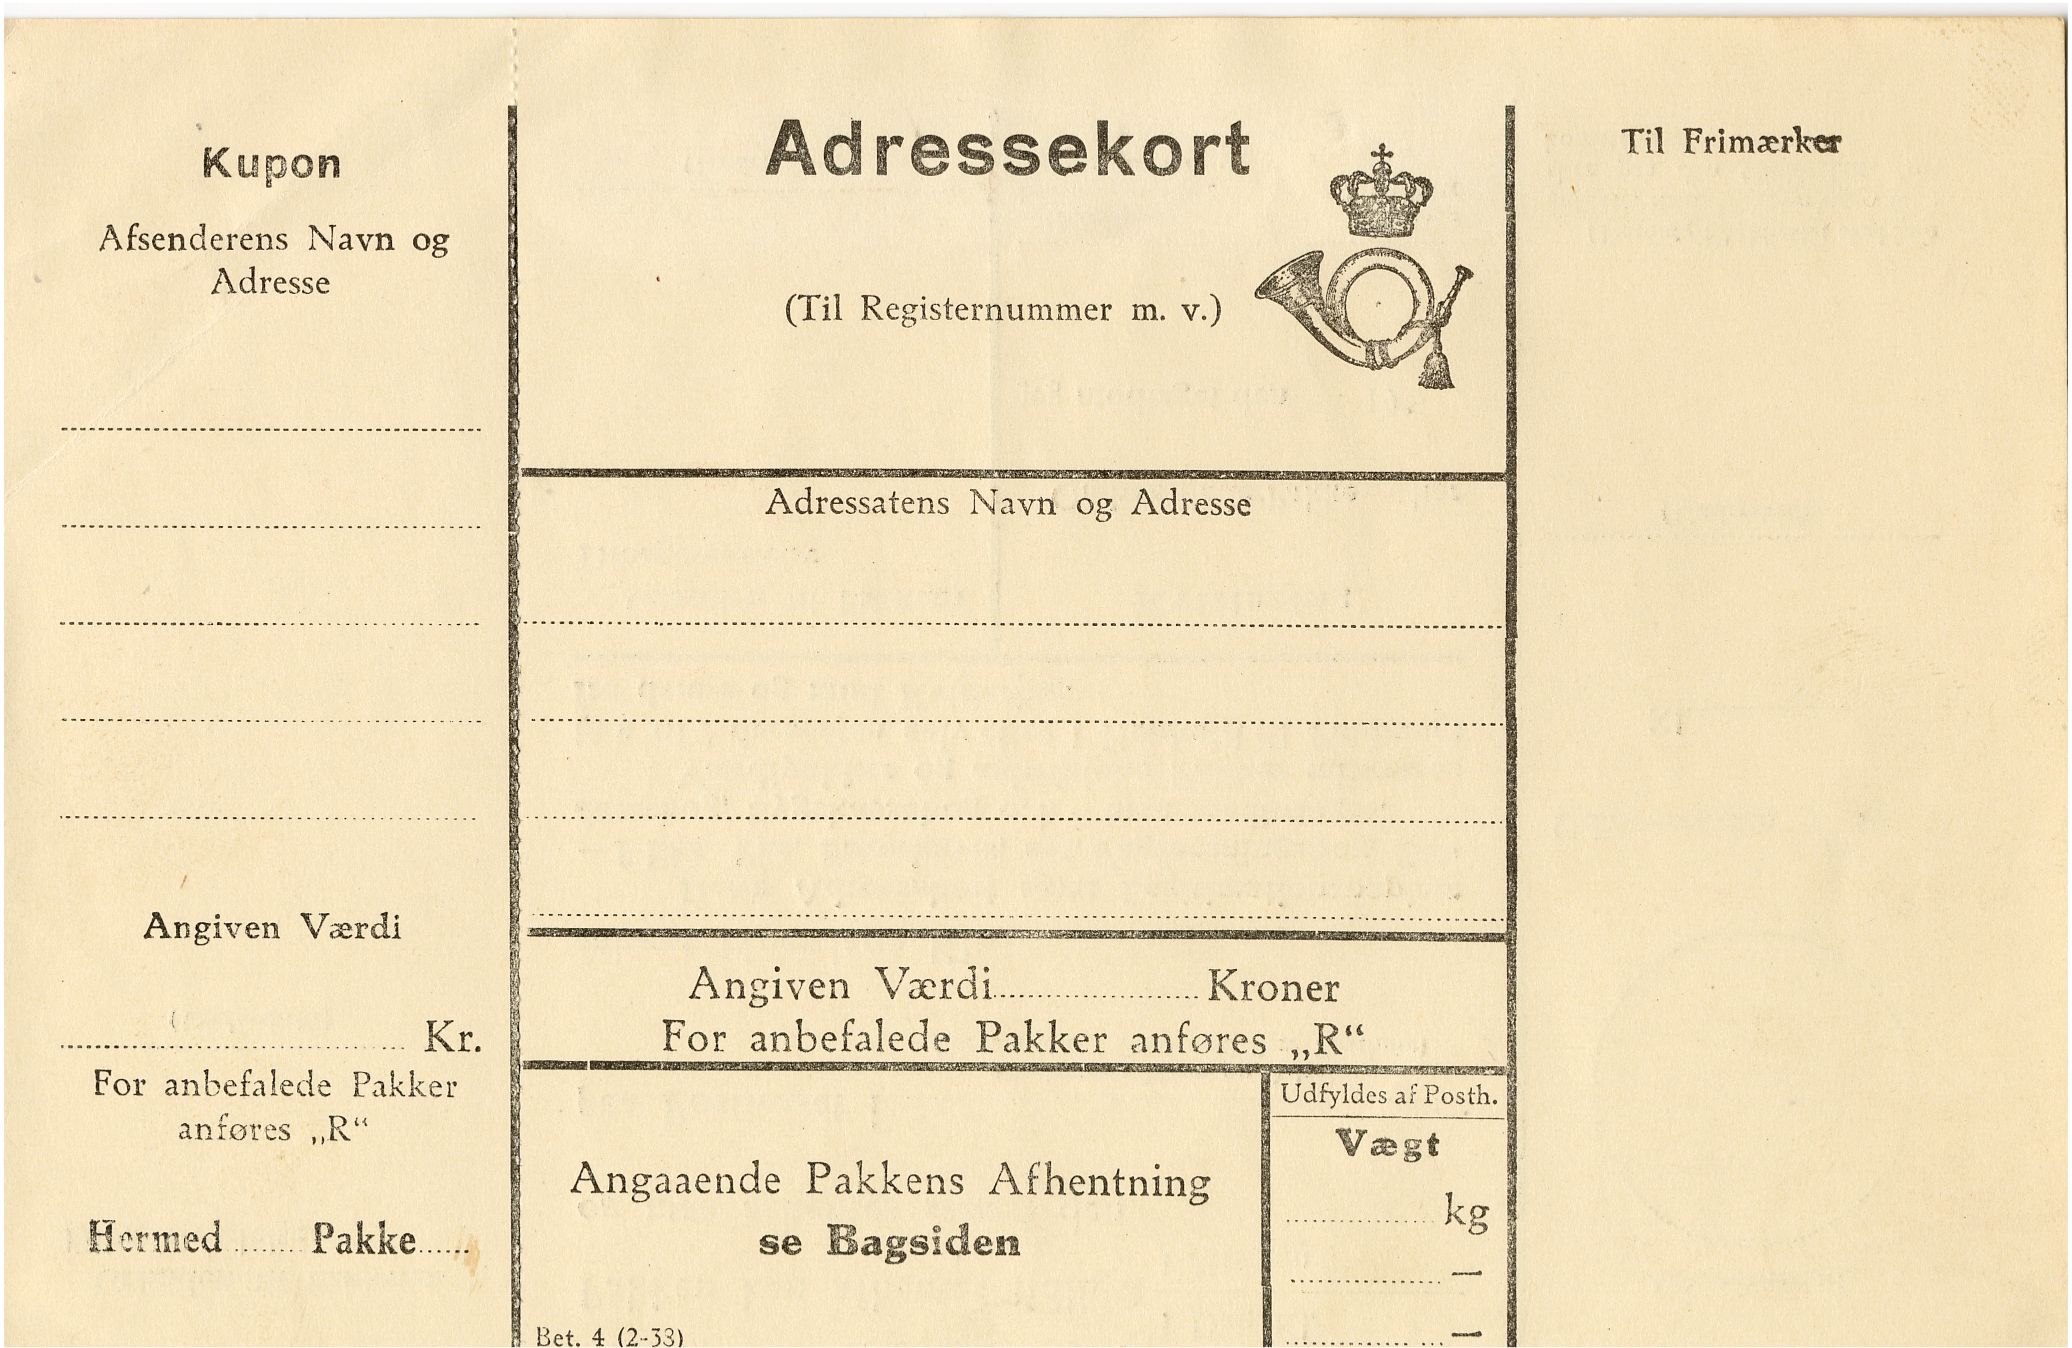 Kupon
Afsenderens Navn og
Adresse
Angiven Værdi
Kr.
For anbefalede Pakker
anføres „R“
Hermed ........ Pakke......
Adressekort
(Til Registernummer m. v.)
Adressatens Navn og Adresse
Angiven Værdi........................Kroner
For anbefalede Pakker anføres „R“
Angaaende Pakkens Afhentning
se Bagsiden
Bet. 4 (2-38)
Udfyldes af Posth.
Vægt
kg
—
—
Til Frimærker